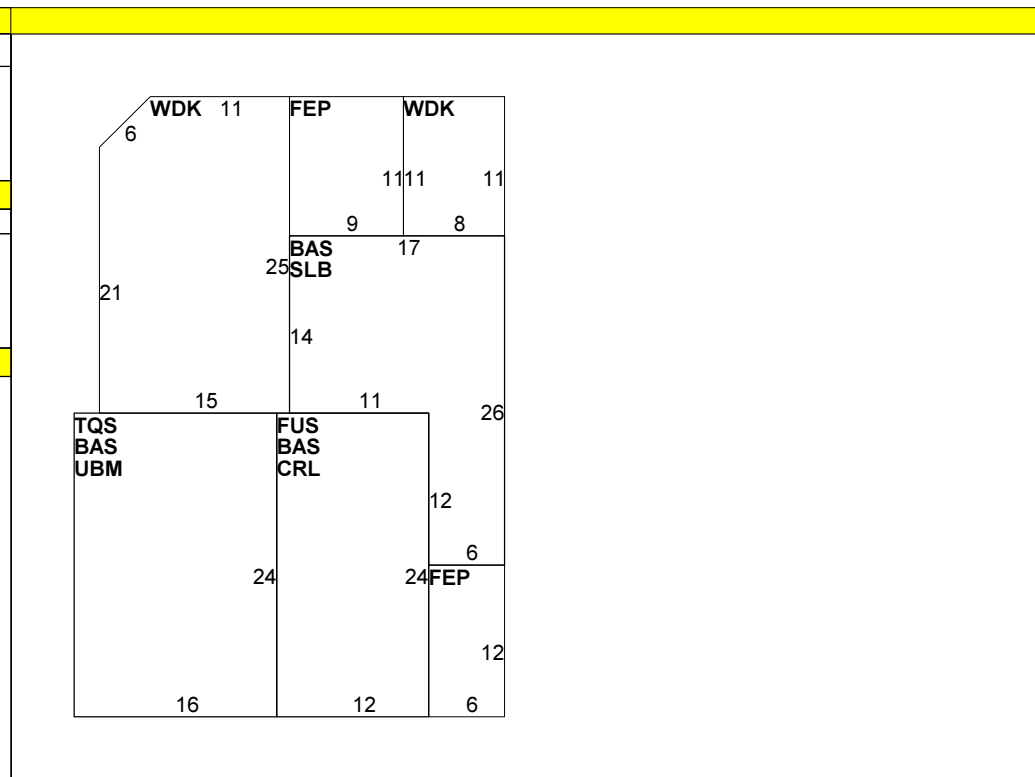 WDK 11 FEP WDK
6
11 11 11
9 8
BAS 17
25 SLB
21
14
15 11 26
TQS FUS
BAS BAS
UBM CRL
12
6
24 24 FEP
12
16 12 6